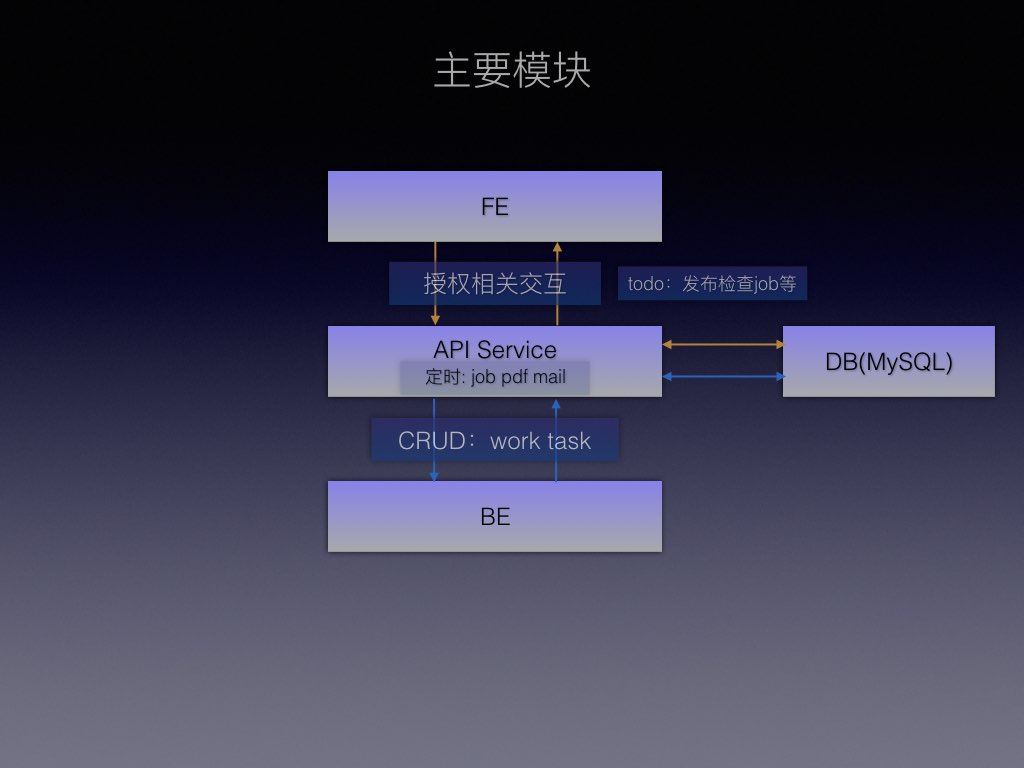 主要模块
FE
授权相关交互
todo：发布检查job等
API Service
定时: job pdf mail
DB(MySQL)
CRUD：work task
BE